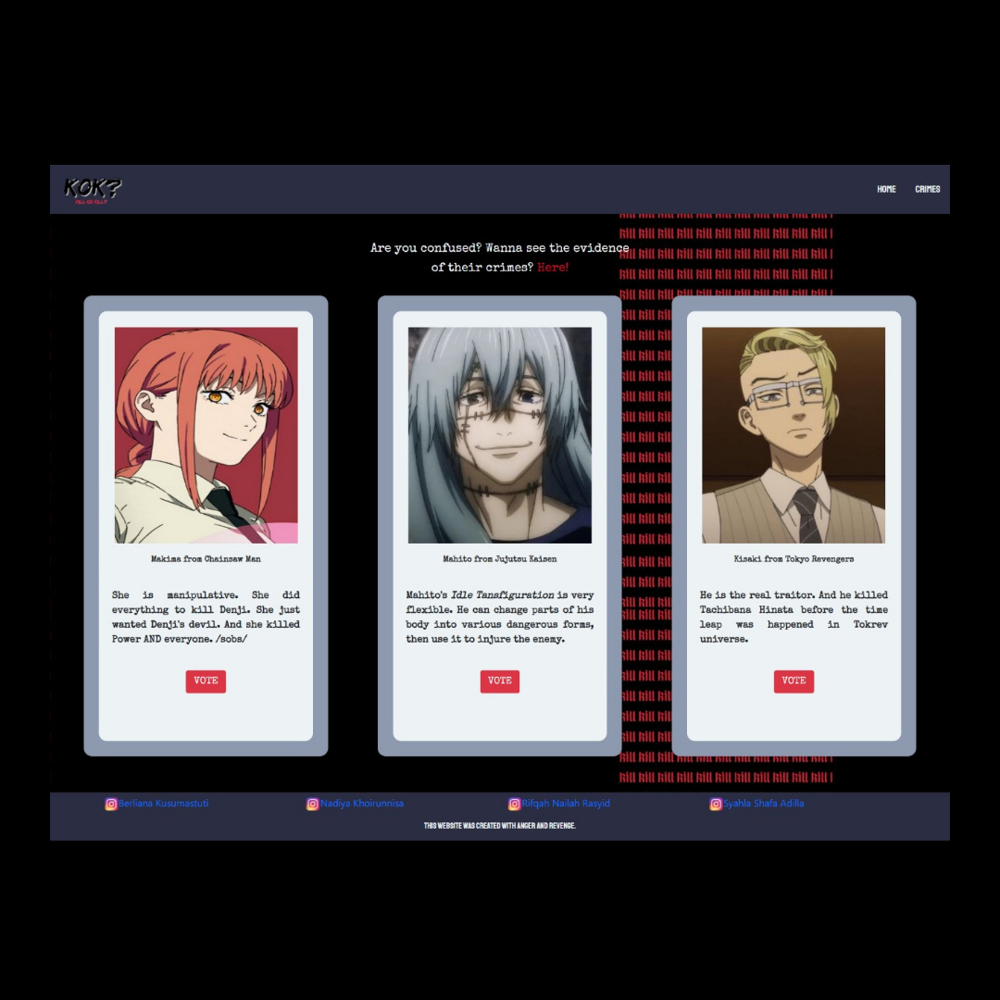 KOK?
KILL OR KILL?
HOME CRIMES
Are you confused? Wanna see the evidence
of their crimes? Here!
kill kill kill kill kill kill kill kill kill kill
Makima from Chainsaw Man
She is manipulative. She did
everything to kill Denji. She just
wanted Denji's devil. And she killed
Power AND everyone. /sobs/
VOTE
Mahito from Jujutsu Kaisen
Mahito's Idle Tansfiguration is very
flexible. He can change parts of his
body into various dangerous forms,
then use it to injure the enemy.
VOTE
Kisaki from Tokyo Revengers
He is the real traitor. And he killed
Tachibana Hinata before the time
leap was happened in Tokrev
universe.
VOTE
Berliana Kusumastuti
Nadiya Khoirunnisa
Rifqah Nailah Rasyid
Syahla Shafa Adilla
THIS WEBSITE WAS CREATED WITH ANGER AND REVENGE.